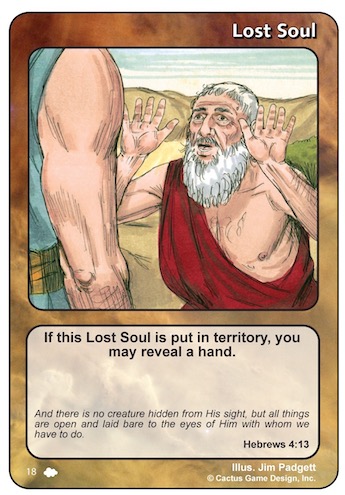 Lost Soul
If this Lost Soul is put in territory, you
may reveal a hand.
And there is no creature hidden from His sight, but all things
are open and laid bare to the eyes of Him with whom we
have to do.
Hebrews 4:13
18
Illus. Jim Padgett
© Cactus Game Design, Inc.